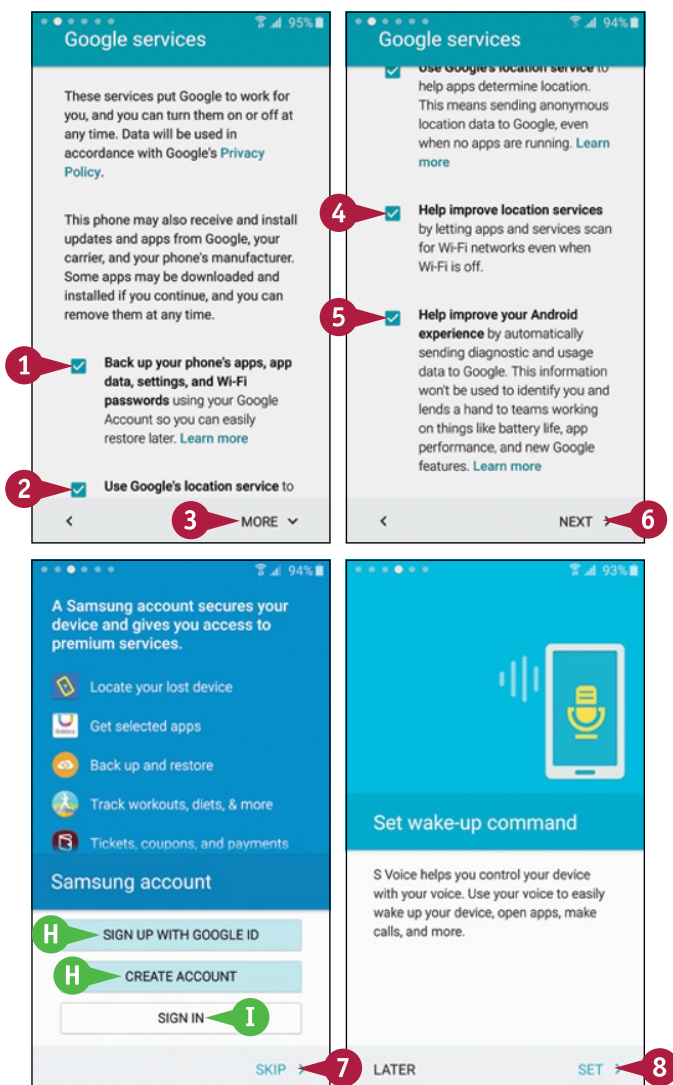 95%
Google services
These services put Google to work for
you, and you can turn them on or off at
any time. Data will be used in
accordance with Google's Privacy
Policy.
This phone may also receive and install
updates and apps from Google, your
carrier, and your phone's manufacturer.
Some apps may be downloaded and
installed if you continue, and you can
remove them at any time.
1
Back up your phone's apps, app
data, settings, and Wi-Fi
passwords using your Google
Account so you can easily
restore later. Learn more
2
Use Google's location service to
3
MORE
94%
Google services
Use Google's location service to
help apps determine location.
This means sending anonymous
location data to Google, even
when no apps are running. Learn
more
4
Help improve location services
by letting apps and services scan
for Wi-Fi networks even when
Wi-Fi is off.
5
Help improve your Android
experience by automatically
sending diagnostic and usage
data to Google. This information
won't be used to identify you and
lends a hand to teams working
on things like battery life, app
performance, and new Google
features. Learn more
NEXT
6
94%
A Samsung account secures your
device and gives you access to
premium services.
Locate your lost device
Get selected apps
Back up and restore
Track workouts, diets, & more
Tickets, coupons, and payments
Samsung account
H
SIGN UP WITH GOOGLE ID
H
CREATE ACCOUNT
SIGN IN
I
SKIP
7
93%
Set wake-up command
S Voice helps you control your device
with your voice. Use your voice to easily
wake up your device, open apps, make
calls, and more.
LATER
SET
8